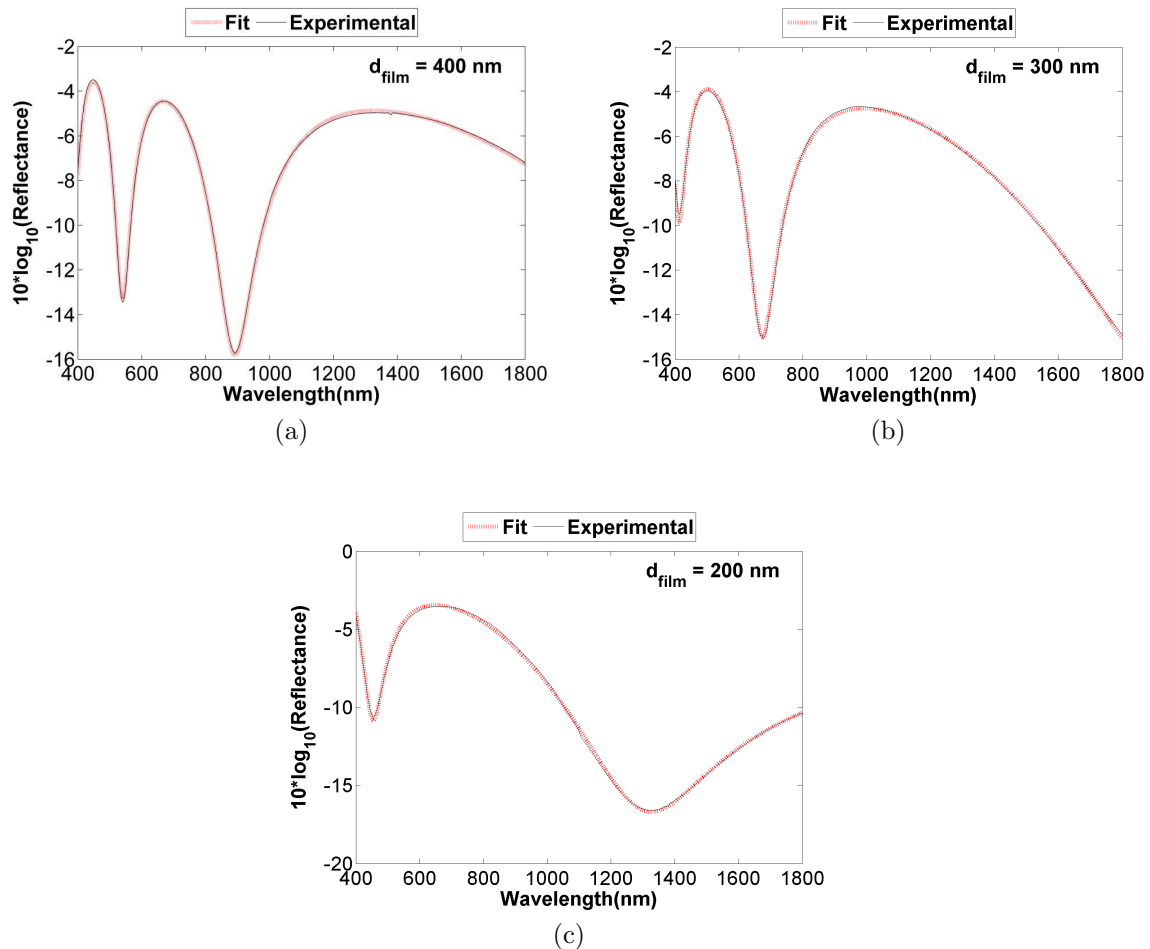 Fit Experimental
d_film = 400 nm
10*log_10(Reflectance)
-2
-4
-6
-8
-10
-12
-14
-16
400 600 800 1000 1200 1400 1600 1800
Wavelength(nm)
(a)
Fit Experimental
d_film = 300 nm
10*log_10(Reflectance)
-2
-4
-6
-8
-10
-12
-14
-16
400 600 800 1000 1200 1400 1600 1800
Wavelength(nm)
(b)
Fit Experimental
d_film = 200 nm
10*log_10(Reflectance)
0
-5
-10
-15
-20
400 600 800 1000 1200 1400 1600 1800
Wavelength(nm)
(c)